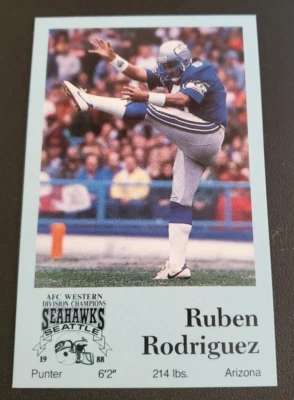 AFC WESTERN
DIVISION CHAMPIONS
SEAHAWKS
SEATTLE
19 88
Ruben
Rodriguez
Punter 6'2" 214 lbs. Arizona